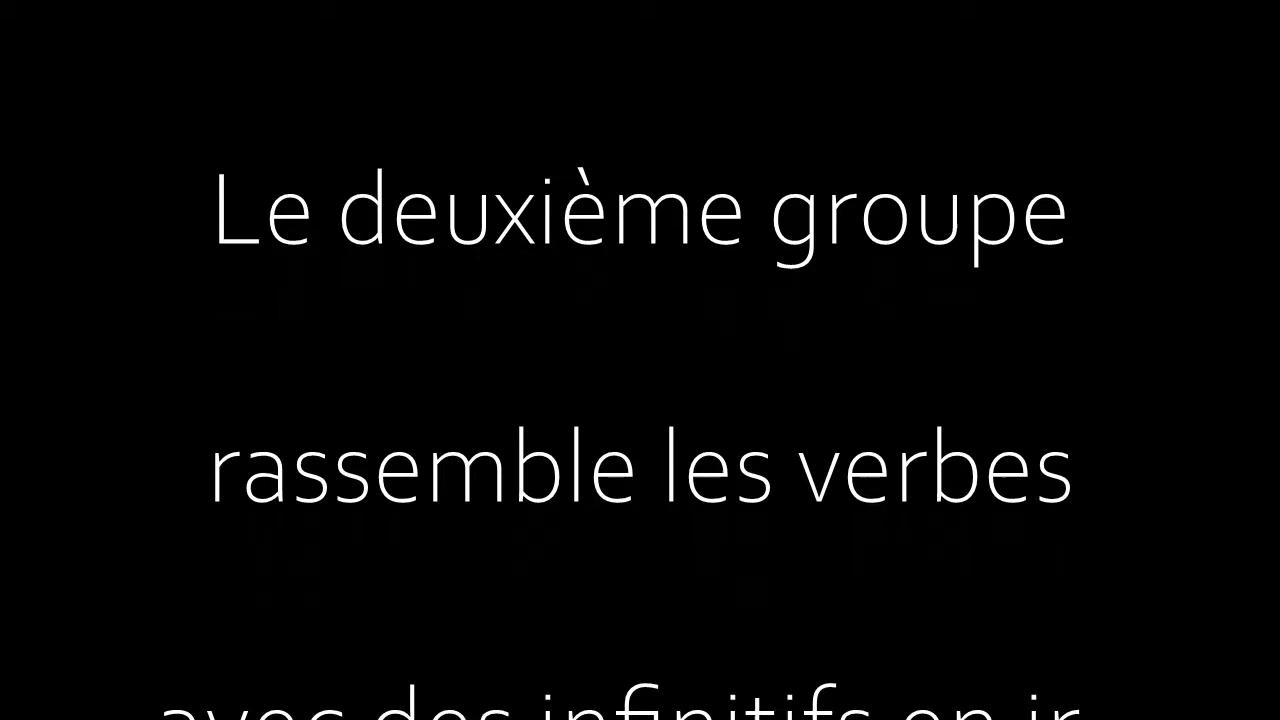 Le deuxième groupe
rassemble les verbes
avec des infinitifs en ir